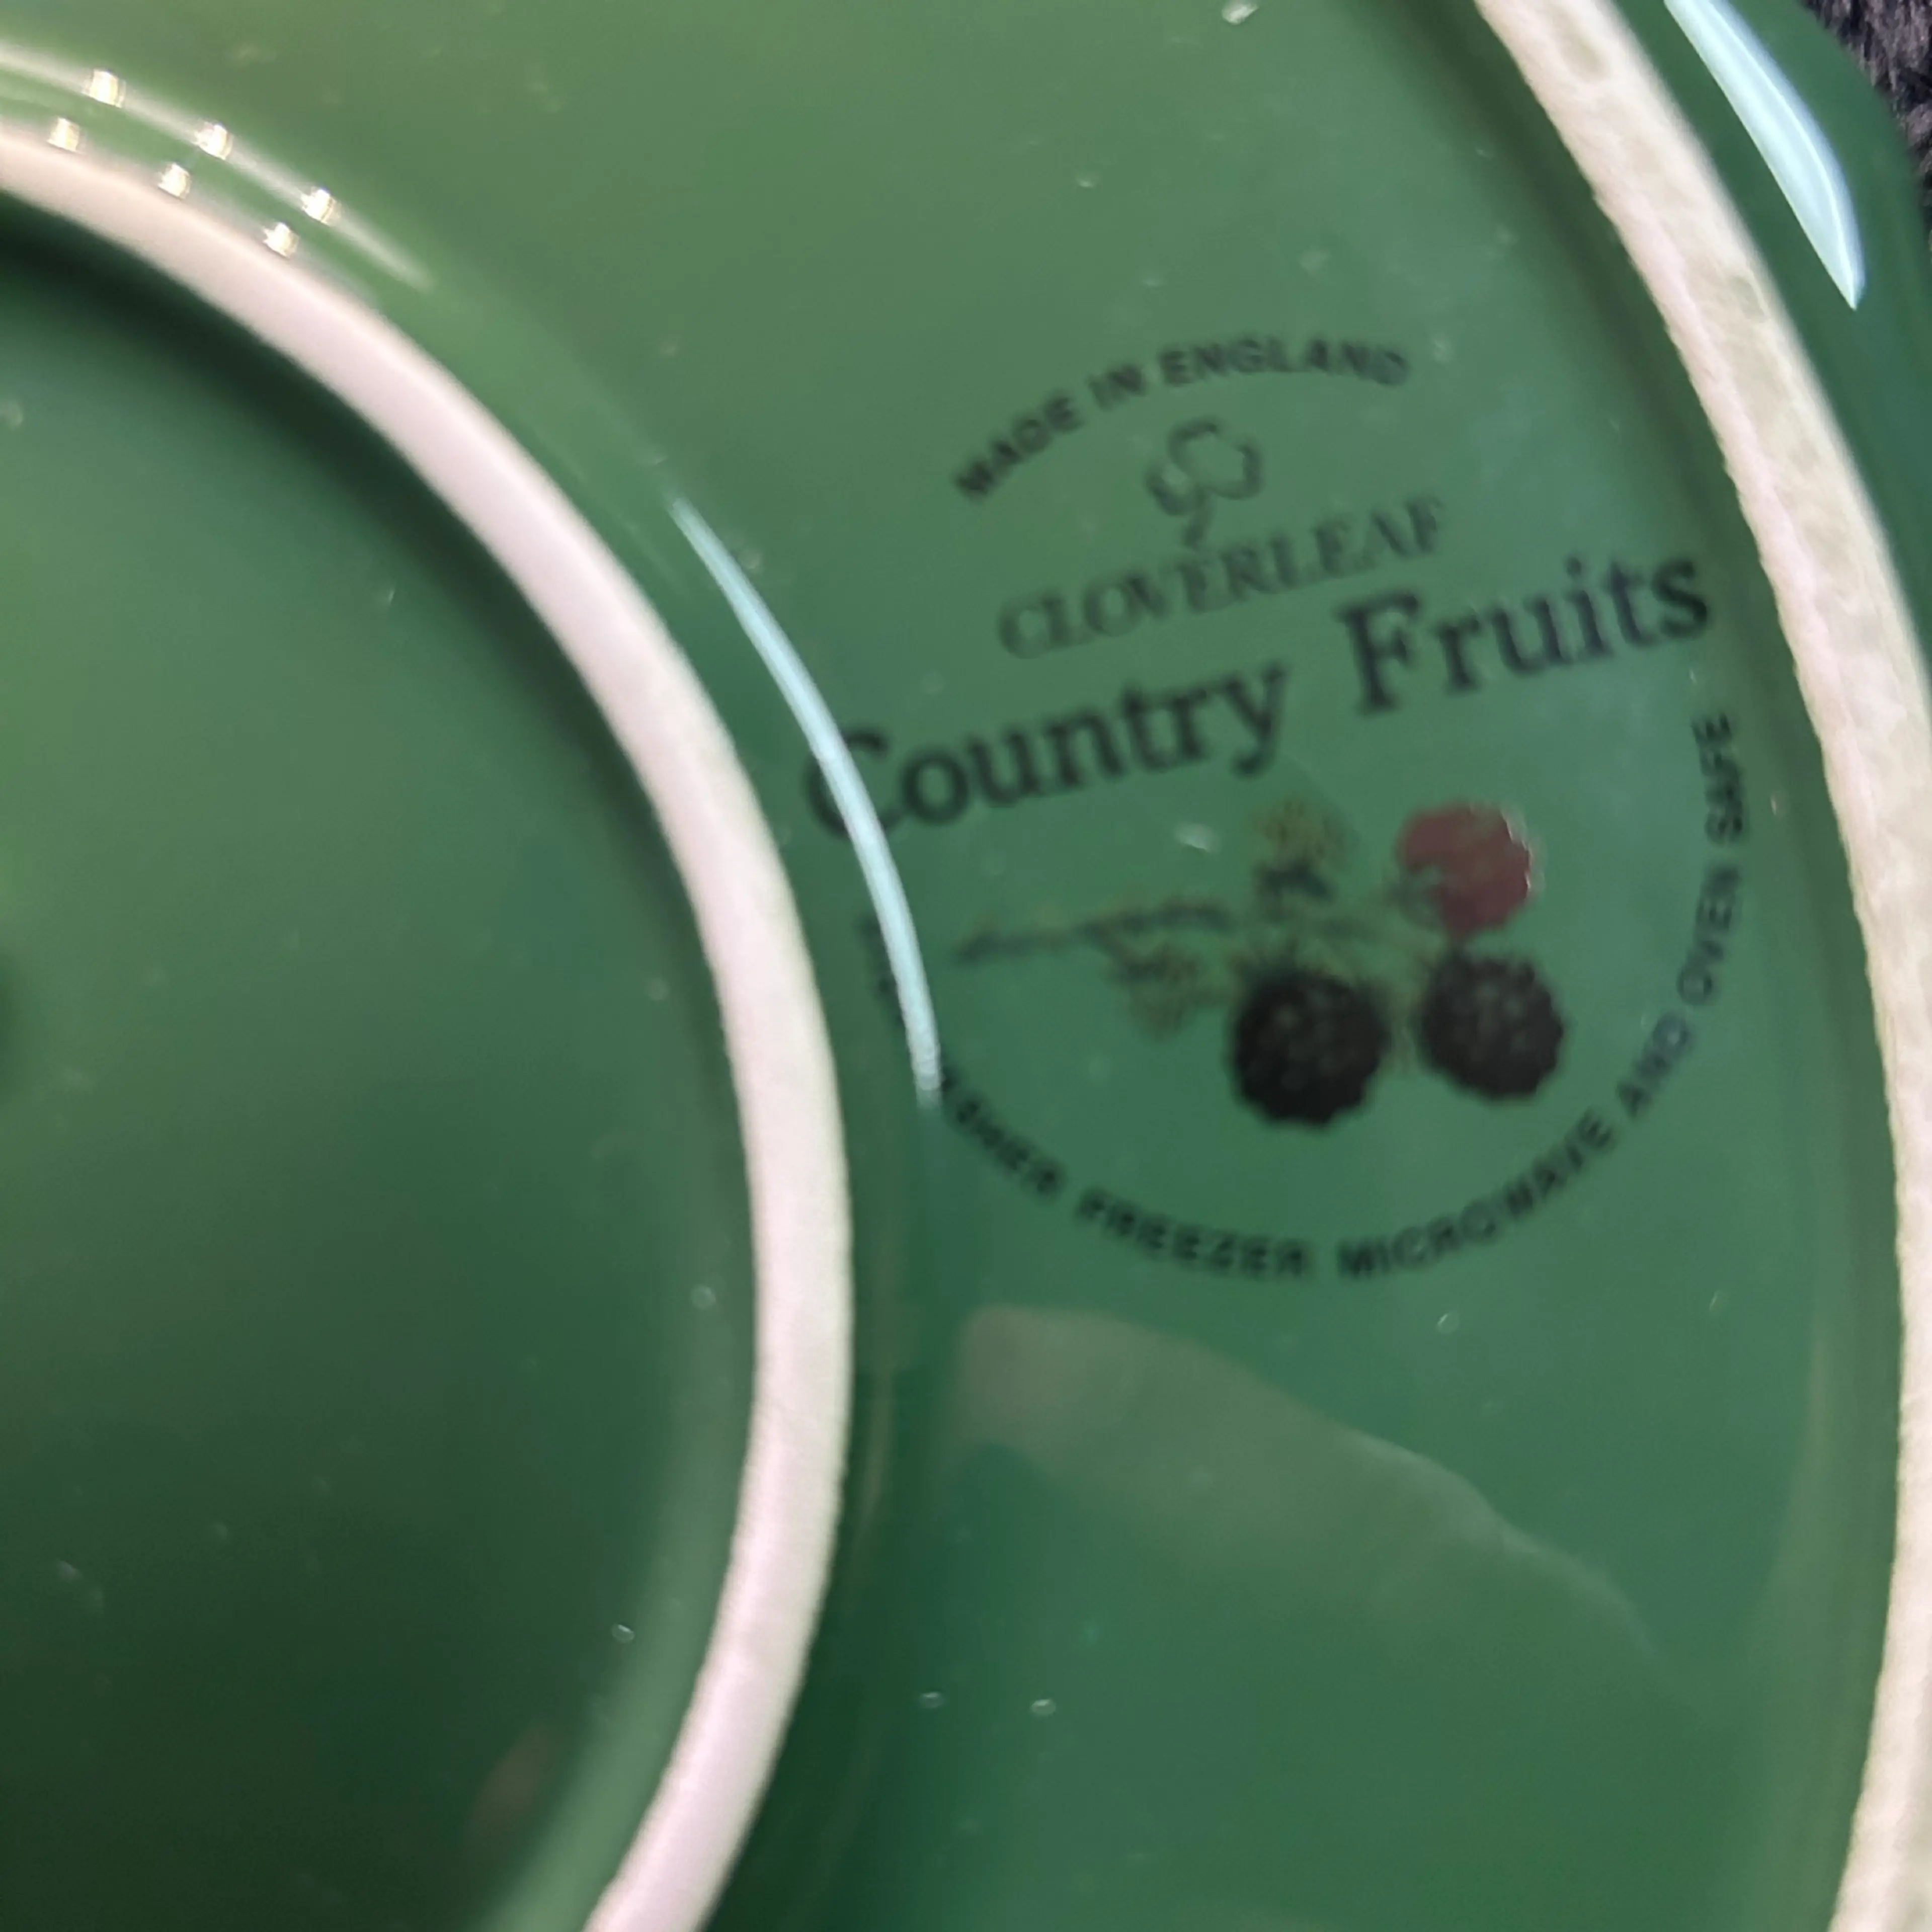 MADE IN ENGLAND
CLOVERLEAF
Country Fruits
FREEZER MICROWAVE AND OVEN SAFE